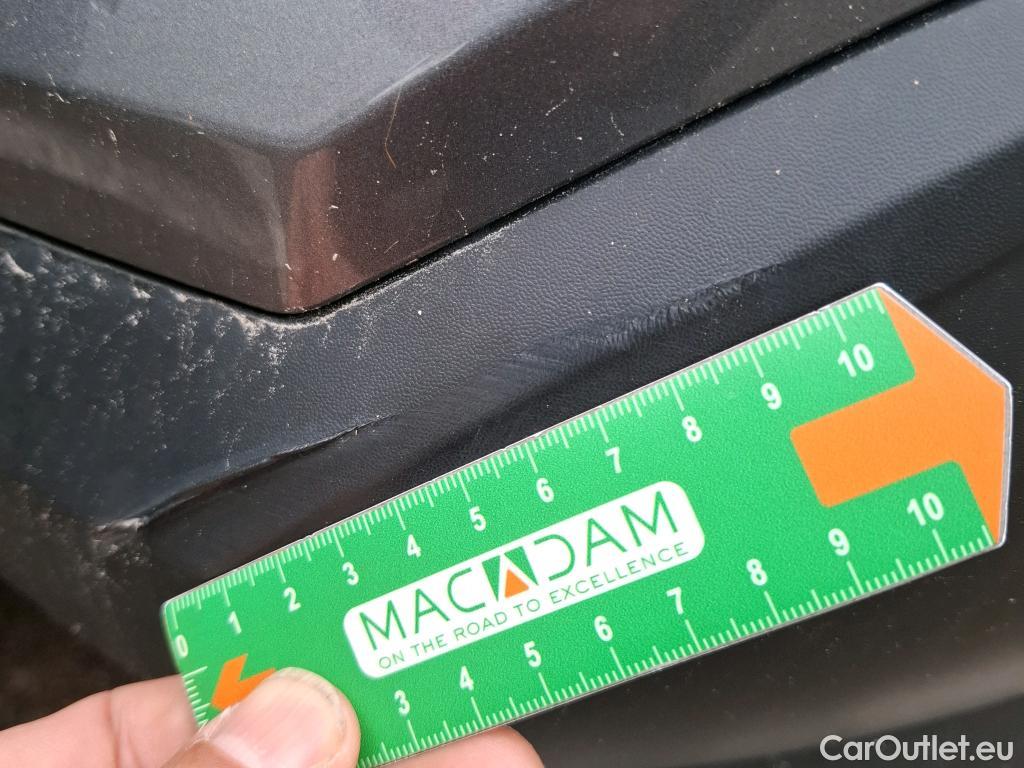 0 1 2 3 4 5 6 7 8 9 10
MACADAM
ON THE ROAD TO EXCELLENCE
3 4 5 6 7 8 9 10
CarOutlet.eu